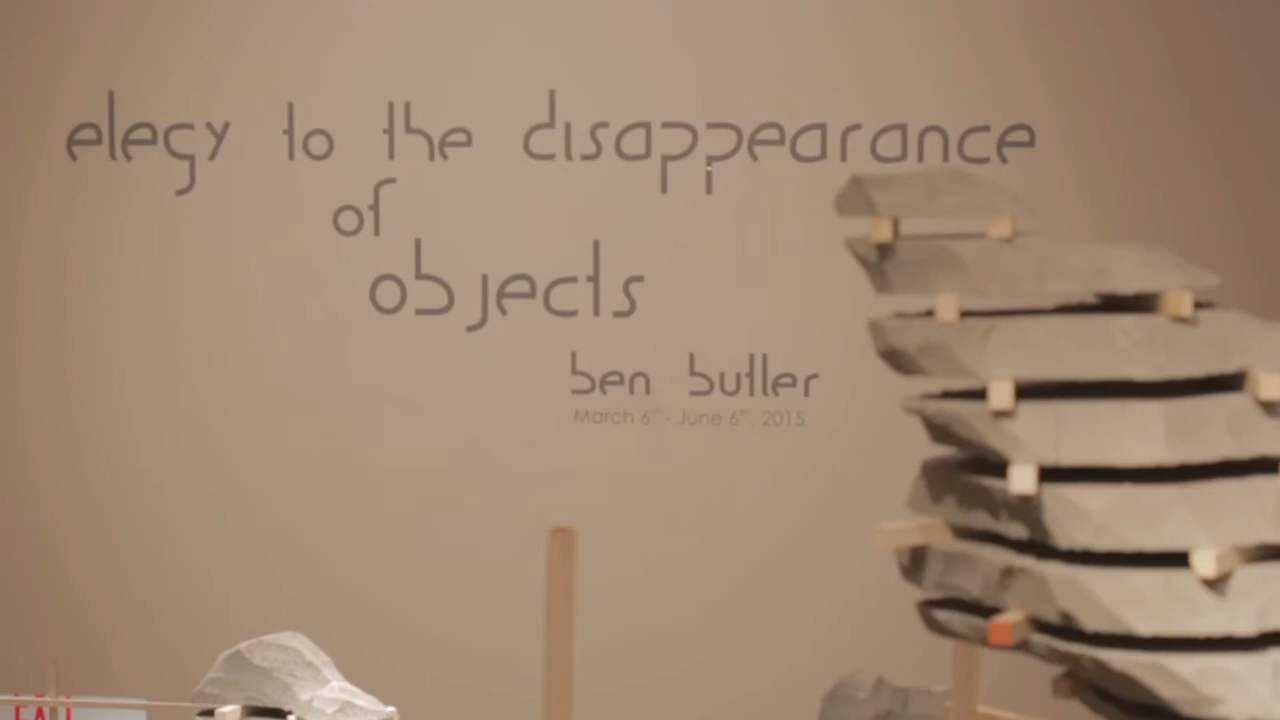 elegy to the disappearance
of
objects
ben butler
March 6th - June 6th, 2015